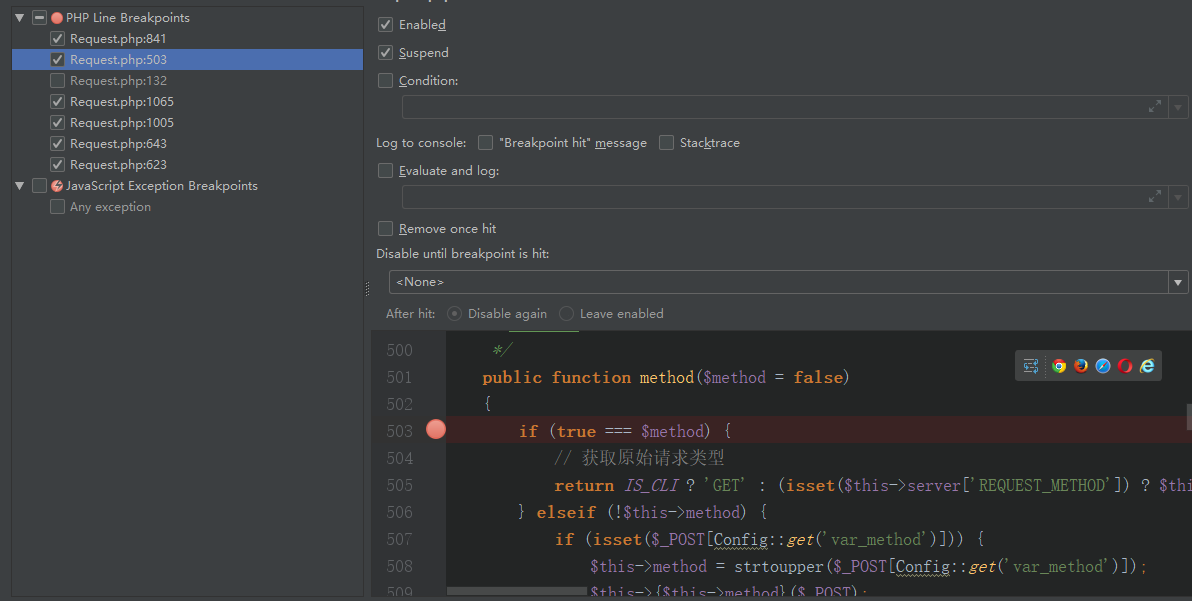 PHP Line Breakpoints
Request.php:841
Request.php:503
Request.php:132
Request.php:1065
Request.php:1005
Request.php:643
Request.php:623
JavaScript Exception Breakpoints
Any exception
Enabled
Suspend
Condition:
Log to console: "Breakpoint hit" message Stacktrace
Evaluate and log:
Remove once hit
Disable until breakpoint is hit:
<None>
After hit: Disable again Leave enabled
500 */
501 public function method($method = false)
502 {
503 if (true === $method) {
504 // 获取原始请求类型
505 return IS_CLI ? 'GET' : (isset($this->server['REQUEST_METHOD']) ? $thi
506 } elseif (!$this->method) {
507 if (isset($_POST[Config::get('var_method')])) {
508 $this->method = strtoupper($_POST[Config::get('var_method')]);
509 $this->{$this->method}($_POST);